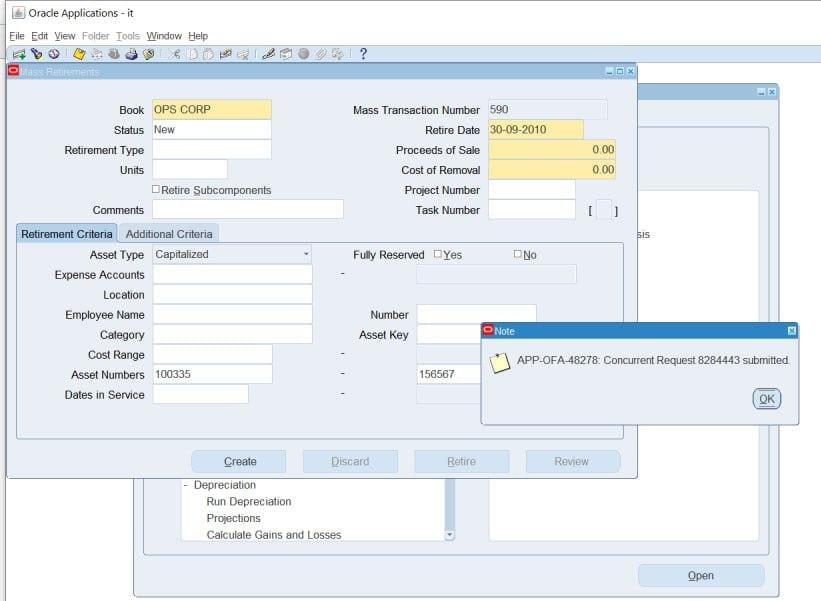 Oracle Applications - it
File Edit View Folder Tools Window Help
Mass Retirements
Book OPS CORP Mass Transaction Number 590
Status New Retire Date 30-09-2010
Retirement Type Proceeds of Sale 0.00
Units Cost of Removal 0.00
Retire Subcomponents Project Number
Comments Task Number [ ]
Retirement Criteria Additional Criteria
sis
Asset Type Capitalized Fully Reserved Yes No
Expense Accounts -
Location
Employee Name Number
Category Asset Key
Note
Cost Range -
APP-OFA-48278: Concurrent Request 8284443 submitted.
Asset Numbers 100335 - 156567
Dates in Service -
OK
Create Discard Retire Review
- Depreciation
Run Depreciation
Projections
Calculate Gains and Losses
Open